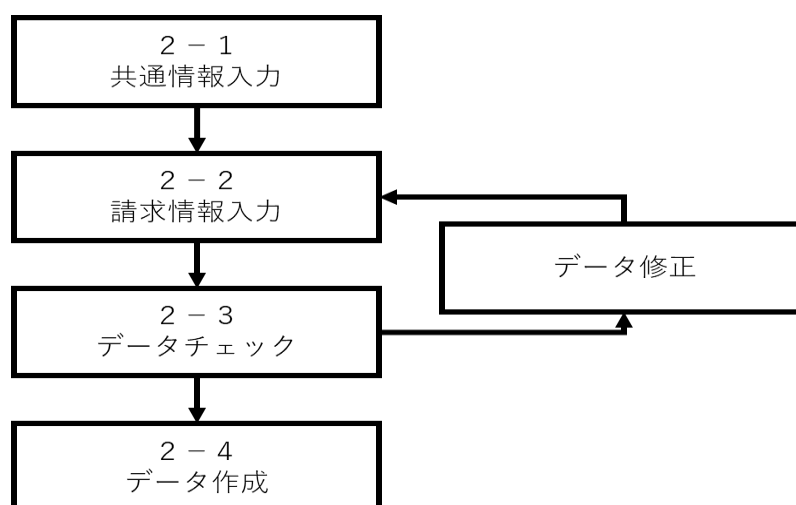 ２－１
共通情報入力
２－２
請求情報入力
データ修正
２－３
データチェック
２－４
データ作成